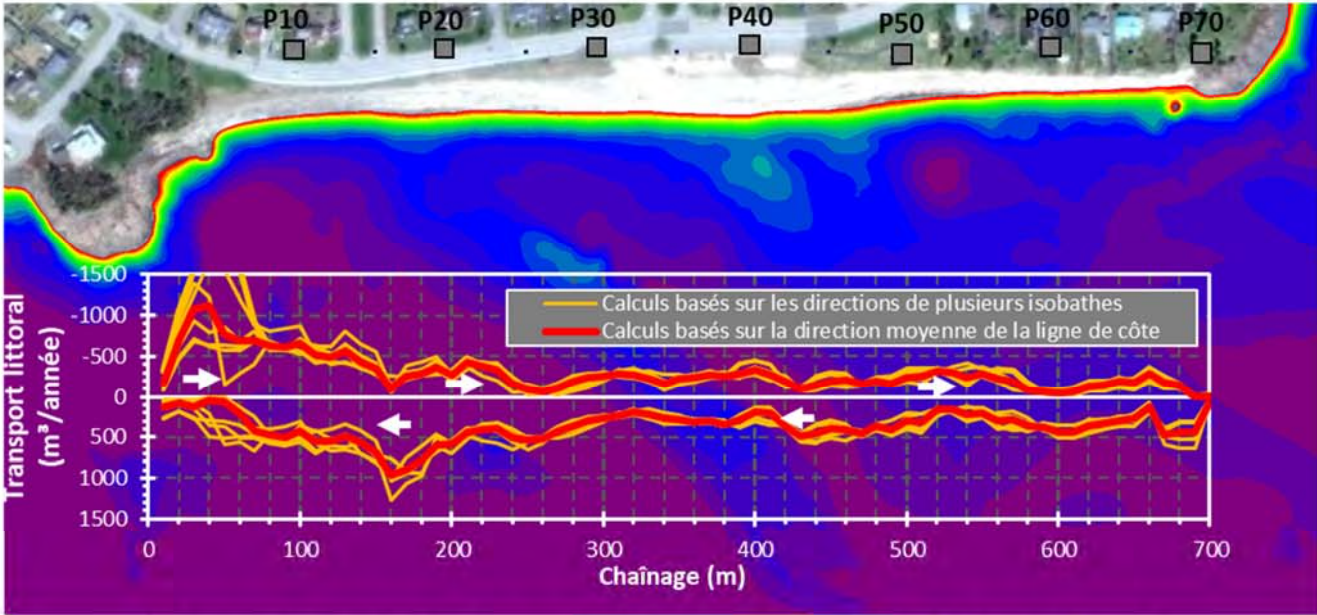 P10 P20 P30 P40 P50 P60 P70
Calculs basés sur les directions de plusieurs isobathes
Calculs basés sur la direction moyenne de la ligne de côte
Transport littoral
(m³/année)
-1500
-1000
-500
0
500
1000
1500
0 100 200 300 400 500 600 700
Chaînage (m)